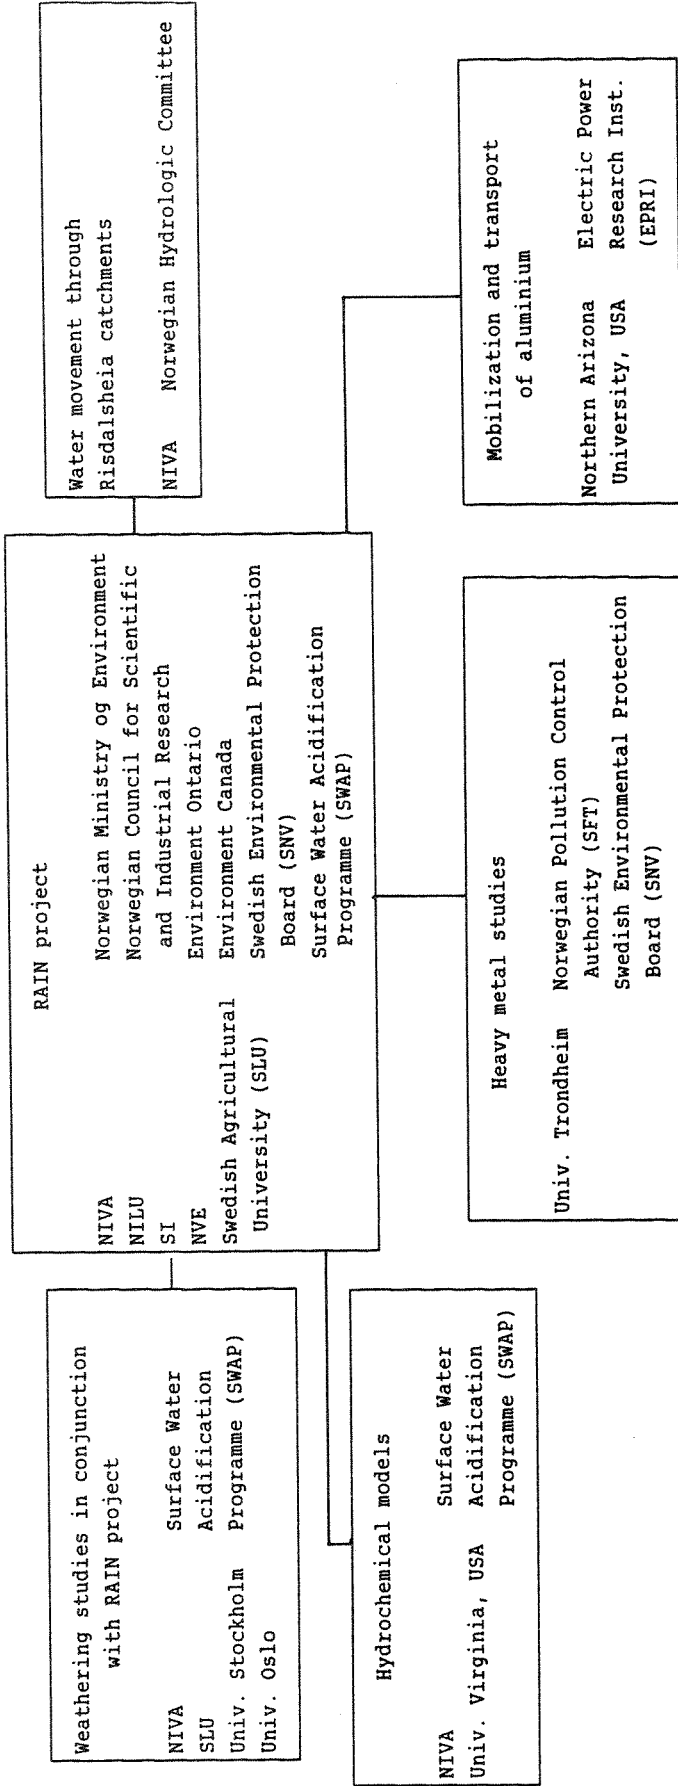 RAIN project
NIVA Norwegian Ministry og Environment
NILU Norwegian Council for Scientific
SI and Industrial Research
NVE Environment Ontario
Swedish Agricultural Environment Canada
University (SLU) Swedish Environmental Protection
Board (SNV)
Surface Water Acidification
Programme (SWAP)
Weathering studies in conjunction
with RAIN project
NIVA Surface Water
SLU Acidification
Univ. Stockholm Programme (SWAP)
Univ. Oslo
Water movement through
Risdalsheia catchments
NIVA Norwegian Hydrologic Committee
Hydrochemical models
NIVA Surface Water
Univ. Virginia, USA Acidification
Programme (SWAP)
Heavy metal studies
Univ. Trondheim Norwegian Pollution Control
Authority (SFT)
Swedish Environmental Protection
Board (SNV)
Mobilization and transport
of aluminium
Northern Arizona Electric Power
University, USA Research Inst.
(EPRI)